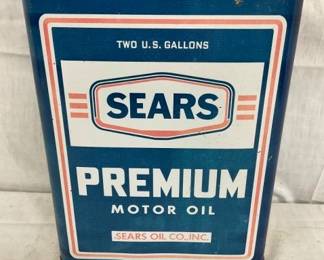 TWO U.S. GALLONS
SEARS
PREMIUM
MOTOR OIL
SEARS OIL CO., INC.